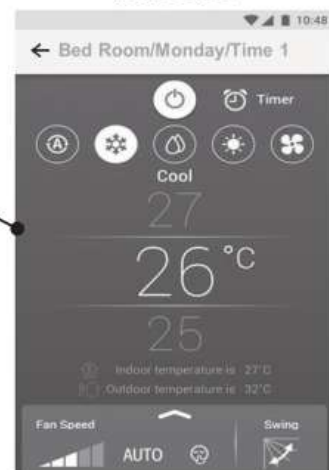 10:48
← Bed Room/Monday/Time 1
Timer
A
Cool
27
26°C
25
Indoor temperature is 27°C
Outdoor temperature is 32°C
Fan Speed Swing
AUTO